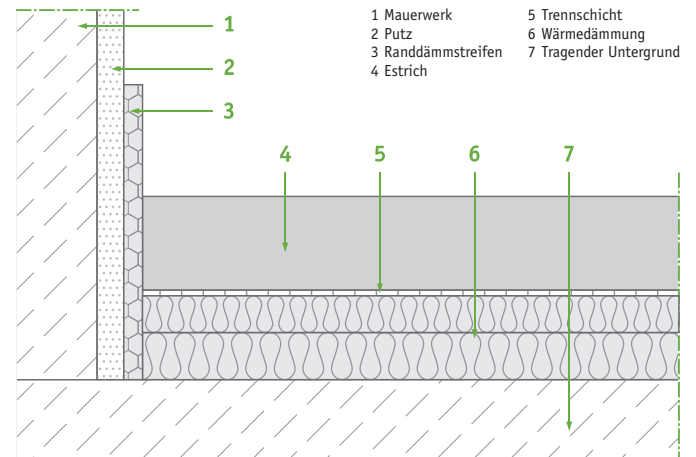 1 Mauerwerk
2 Putz
3 Randdämmstreifen
4 Estrich
5 Trennschicht
6 Wärmedämmung
7 Tragender Untergrund
1
2
3
4 5 6 7